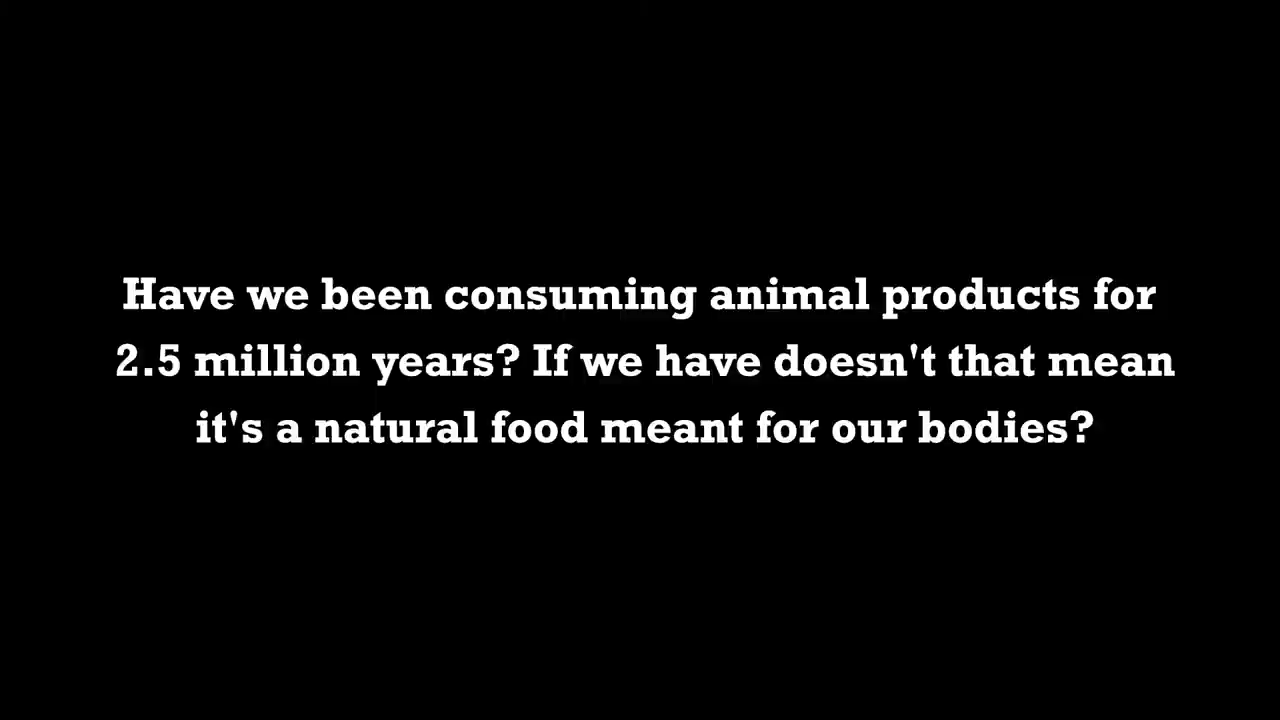 Have we been consuming animal products for
2.5 million years? If we have doesn't that mean
it's a natural food meant for our bodies?